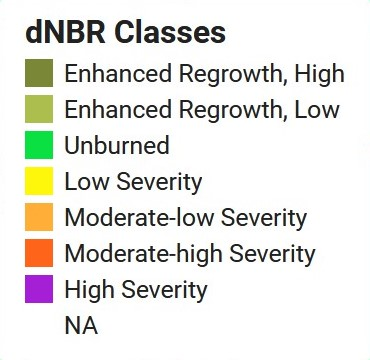 dNBR Classes
Enhanced Regrowth, High
Enhanced Regrowth, Low
Unburned
Low Severity
Moderate-low Severity
Moderate-high Severity
High Severity
NA